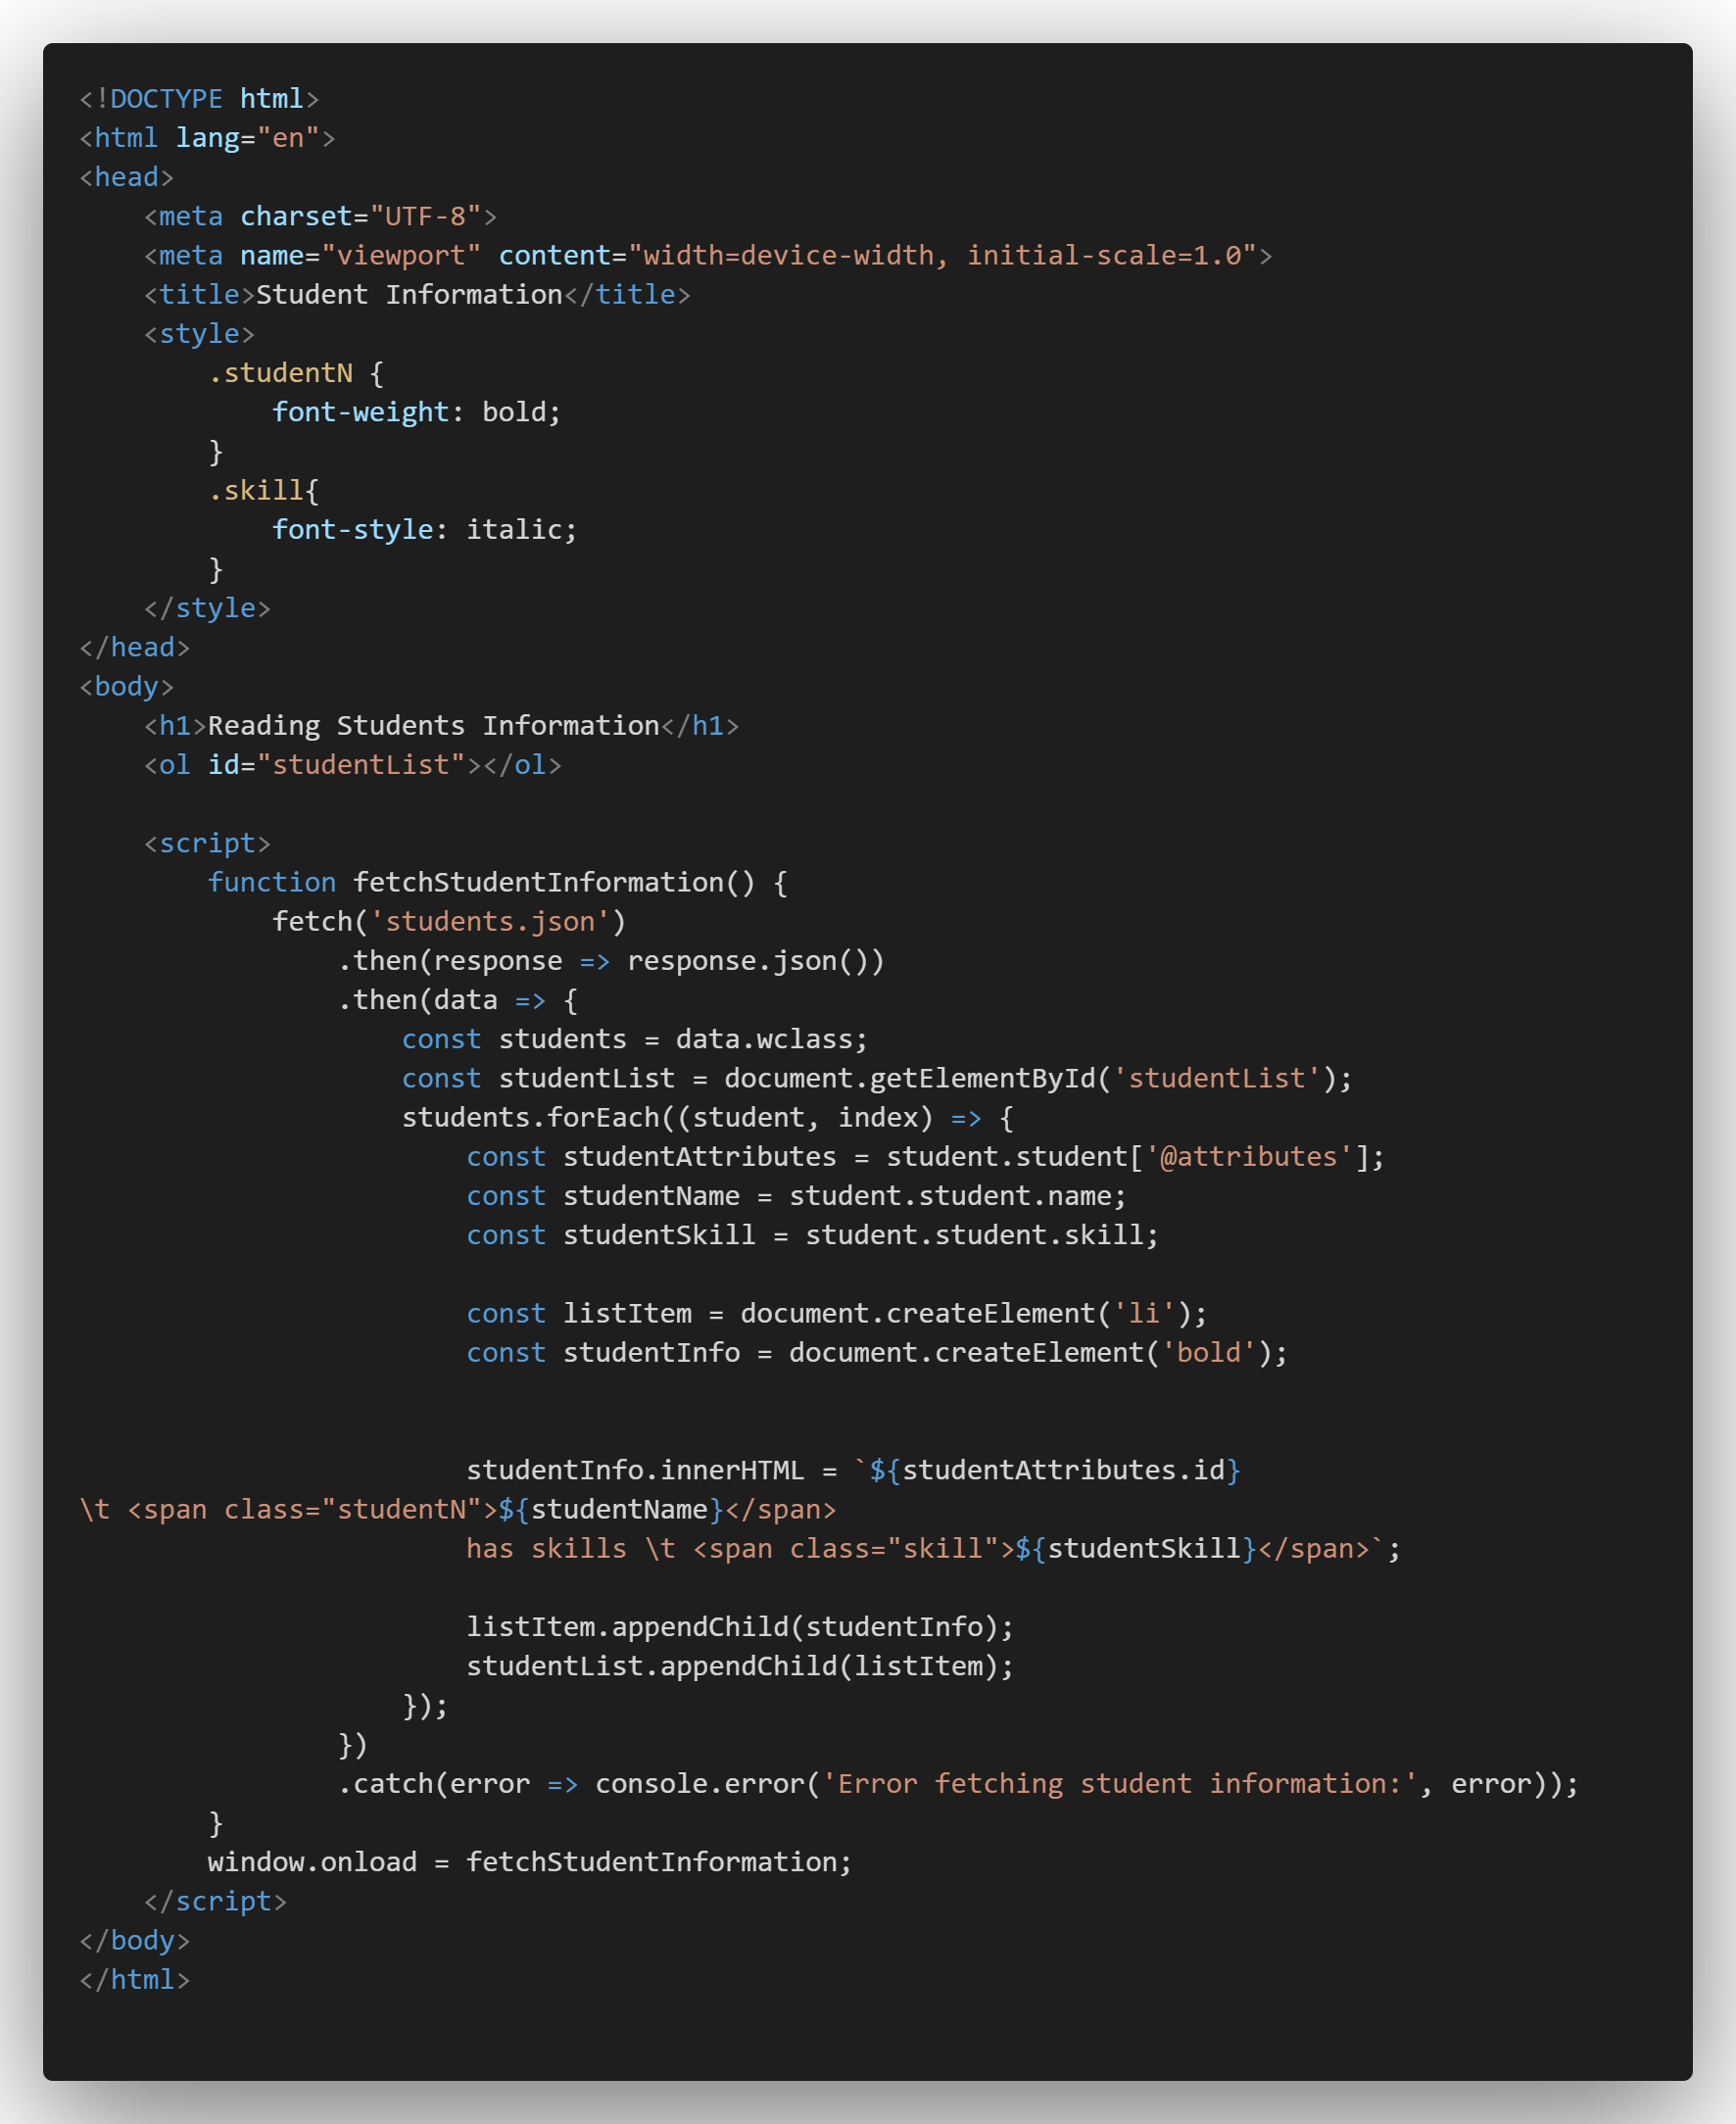 <!DOCTYPE html>
<html lang="en">
<head>
    <meta charset="UTF-8">
    <meta name="viewport" content="width=device-width, initial-scale=1.0">
    <title>Student Information</title>
    <style>
        .studentN {
            font-weight: bold;
        }
        .skill{
            font-style: italic;
        }
    </style>
</head>
<body>
    <h1>Reading Students Information</h1>
    <ol id="studentList"></ol>

    <script>
        function fetchStudentInformation() {
            fetch('students.json')
                .then(response => response.json())
                .then(data => {
                    const students = data.wclass;
                    const studentList = document.getElementById('studentList');
                    students.forEach((student, index) => {
                        const studentAttributes = student.student['@attributes'];
                        const studentName = student.student.name;
                        const studentSkill = student.student.skill;

                        const listItem = document.createElement('li');
                        const studentInfo = document.createElement('bold');


                        studentInfo.innerHTML = `${studentAttributes.id}
\t <span class="studentN">${studentName}</span>
                        has skills \t <span class="skill">${studentSkill}</span>`;

                        listItem.appendChild(studentInfo);
                        studentList.appendChild(listItem);
                    });
                })
                .catch(error => console.error('Error fetching student information:', error));
        }
        window.onload = fetchStudentInformation;
    </script>
</body>
</html>